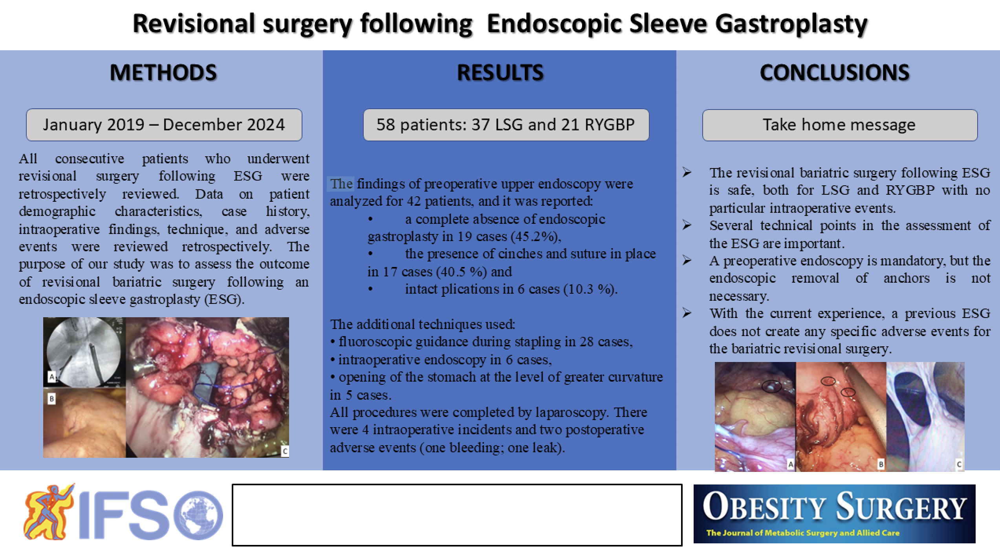 Revisional surgery following Endoscopic Sleeve Gastroplasty
METHODS
January 2019 – December 2024
All consecutive patients who underwent
revisional surgery following ESG were
retrospectively reviewed. Data on patient
demographic characteristics, case history,
intraoperative findings, technique, and adverse
events were reviewed retrospectively. The
purpose of our study was to assess the outcome
of revisional bariatric surgery following an
endoscopic sleeve gastroplasty (ESG).
A
B
C
RESULTS
58 patients: 37 LSG and 21 RYGBP
The findings of preoperative upper endoscopy were
analyzed for 42 patients, and it was reported:
• a complete absence of endoscopic
gastroplasty in 19 cases (45.2%),
• the presence of cinches and suture in place
in 17 cases (40.5 %) and
• intact plications in 6 cases (10.3 %).
The additional techniques used:
• fluoroscopic guidance during stapling in 28 cases,
• intraoperative endoscopy in 6 cases,
• opening of the stomach at the level of greater curvature
in 5 cases.
All procedures were completed by laparoscopy. There
were 4 intraoperative incidents and two postoperative
adverse events (one bleeding; one leak).
CONCLUSIONS
Take home message
➢ The revisional bariatric surgery following ESG
is safe, both for LSG and RYGBP with no
particular intraoperative events.
➢ Several technical points in the assessment of
the ESG are important.
➢ A preoperative endoscopy is mandatory, but the
endoscopic removal of anchors is not
necessary.
➢ With the current experience, a previous ESG
does not create any specific adverse events for
the bariatric revisional surgery.
A
B
C
IFSO
OBESITY SURGERY
The Journal of Metabolic Surgery and Allied Care